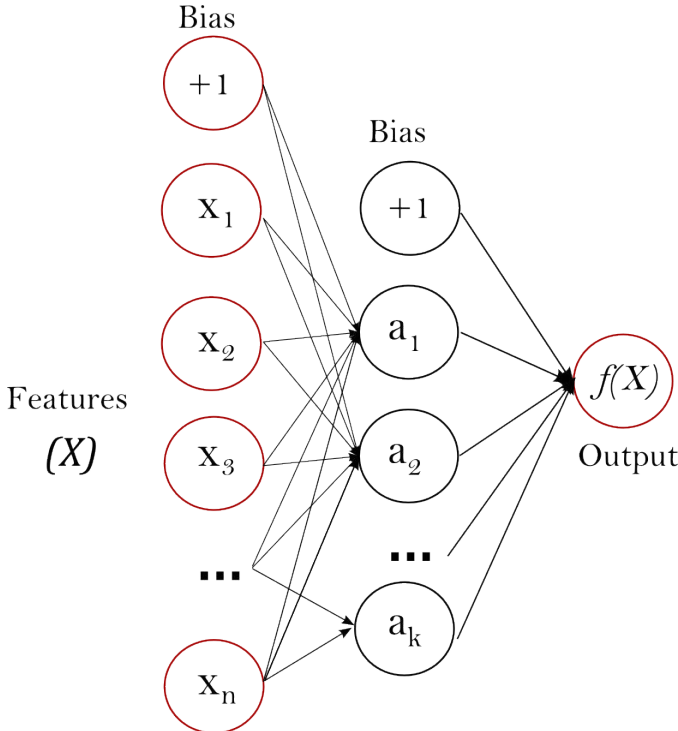 Bias
+1
x₁
x₂
x₃
...
xₙ
Features
(X)
Bias
+1
a₁
a₂
...
aₖ
f(X)
Output